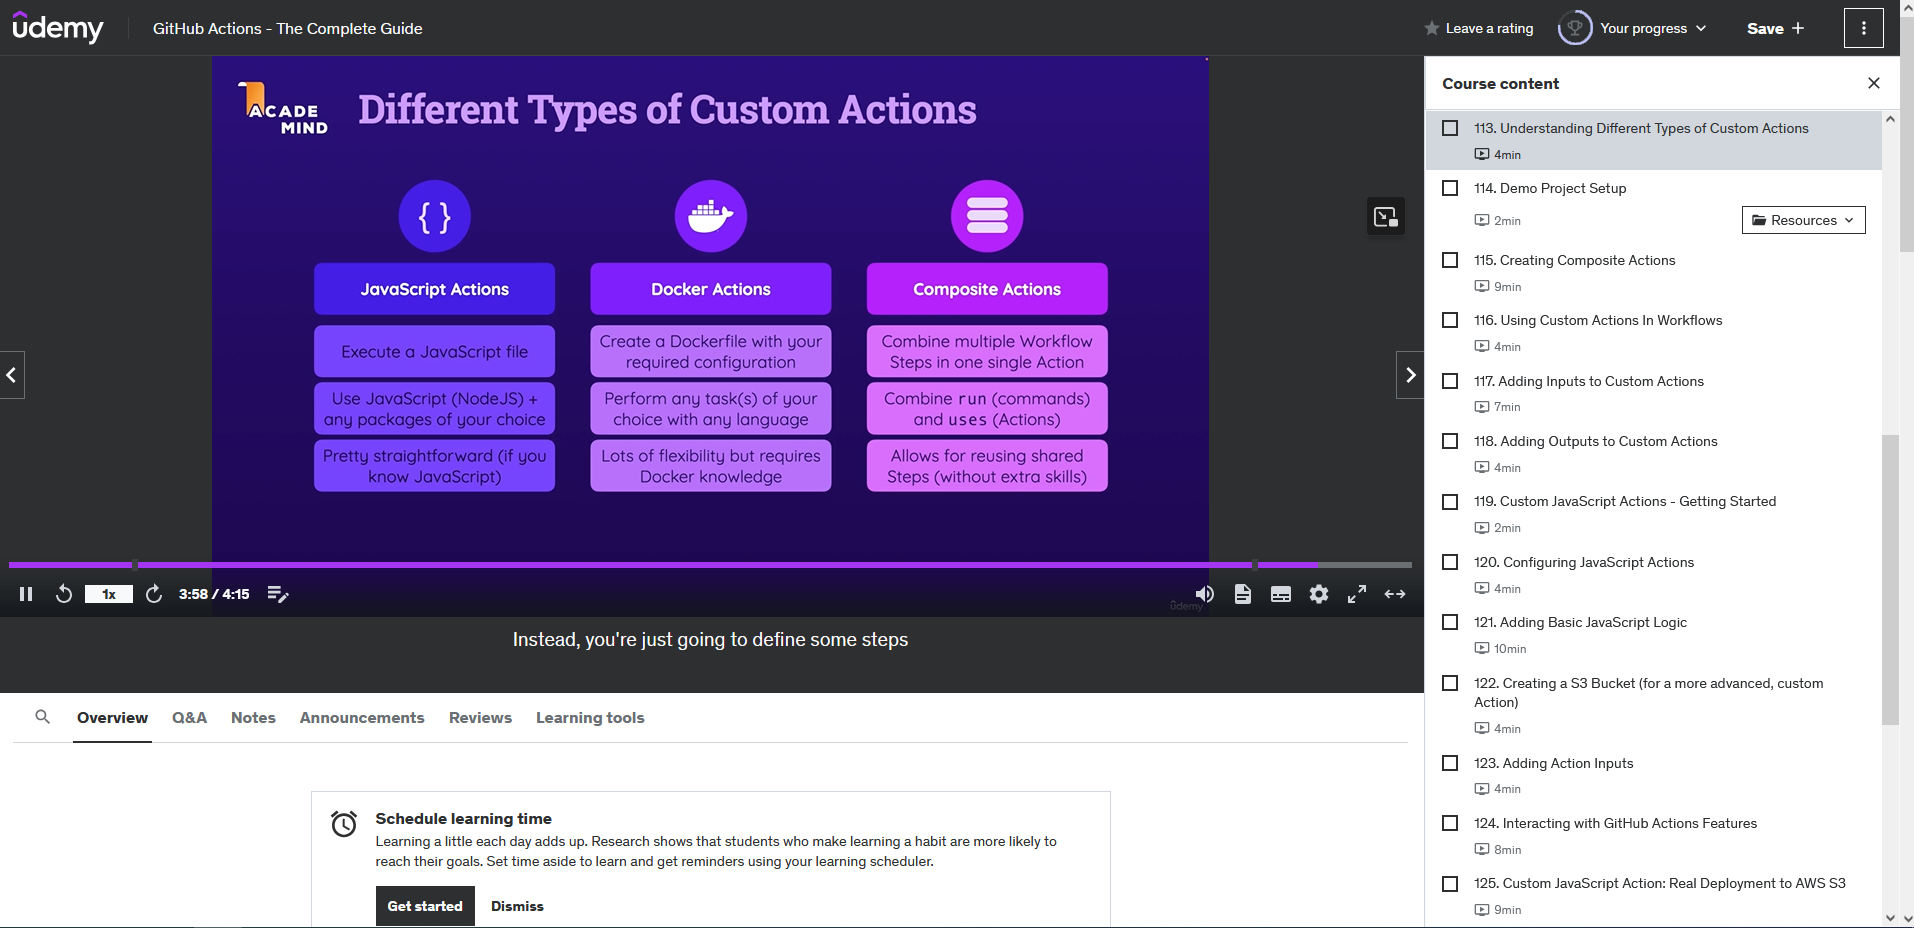 udemy
GitHub Actions - The Complete Guide
Leave a rating
Your progress
Save +
ACADE
MIND
Different Types of Custom Actions
{ }
JavaScript Actions
Execute a JavaScript file
Use JavaScript (NodeJS) +
any packages of your choice
Pretty straightforward (if you
know JavaScript)
Docker Actions
Create a Dockerfile with your
required configuration
Perform any task(s) of your
choice with any language
Lots of flexibility but requires
Docker knowledge
Composite Actions
Combine multiple Workflow
Steps in one single Action
Combine run (commands)
and uses (Actions)
Allows for reusing shared
Steps (without extra skills)
1x
3:58 / 4:15
udemy
Instead, you're just going to define some steps
Overview
Q&A
Notes
Announcements
Reviews
Learning tools
Schedule learning time
Learning a little each day adds up. Research shows that students who make learning a habit are more likely to
reach their goals. Set time aside to learn and get reminders using your learning scheduler.
Get started
Dismiss
Course content
113. Understanding Different Types of Custom Actions
4min
114. Demo Project Setup
2min
Resources
115. Creating Composite Actions
9min
116. Using Custom Actions In Workflows
4min
117. Adding Inputs to Custom Actions
7min
118. Adding Outputs to Custom Actions
4min
119. Custom JavaScript Actions - Getting Started
2min
120. Configuring JavaScript Actions
4min
121. Adding Basic JavaScript Logic
10min
122. Creating a S3 Bucket (for a more advanced, custom
Action)
4min
123. Adding Action Inputs
4min
124. Interacting with GitHub Actions Features
8min
125. Custom JavaScript Action: Real Deployment to AWS S3
9min